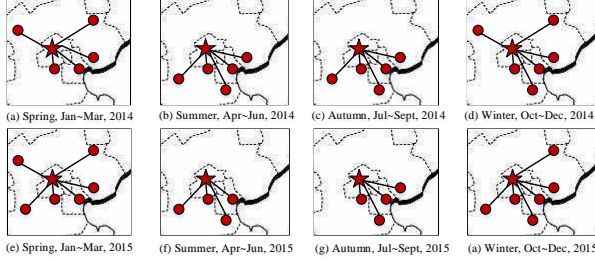 (a) Spring, Jan~Mar, 2014
(b) Summer, Apr~Jun, 2014
(c) Autumn, Jul~Sept, 2014
(d) Winter, Oct~Dec, 2014
(e) Spring, Jan~Mar, 2015
(f) Summer, Apr~Jun, 2015
(g) Autumn, Jul~Sept, 2015
(a) Winter, Oct~Dec, 2015